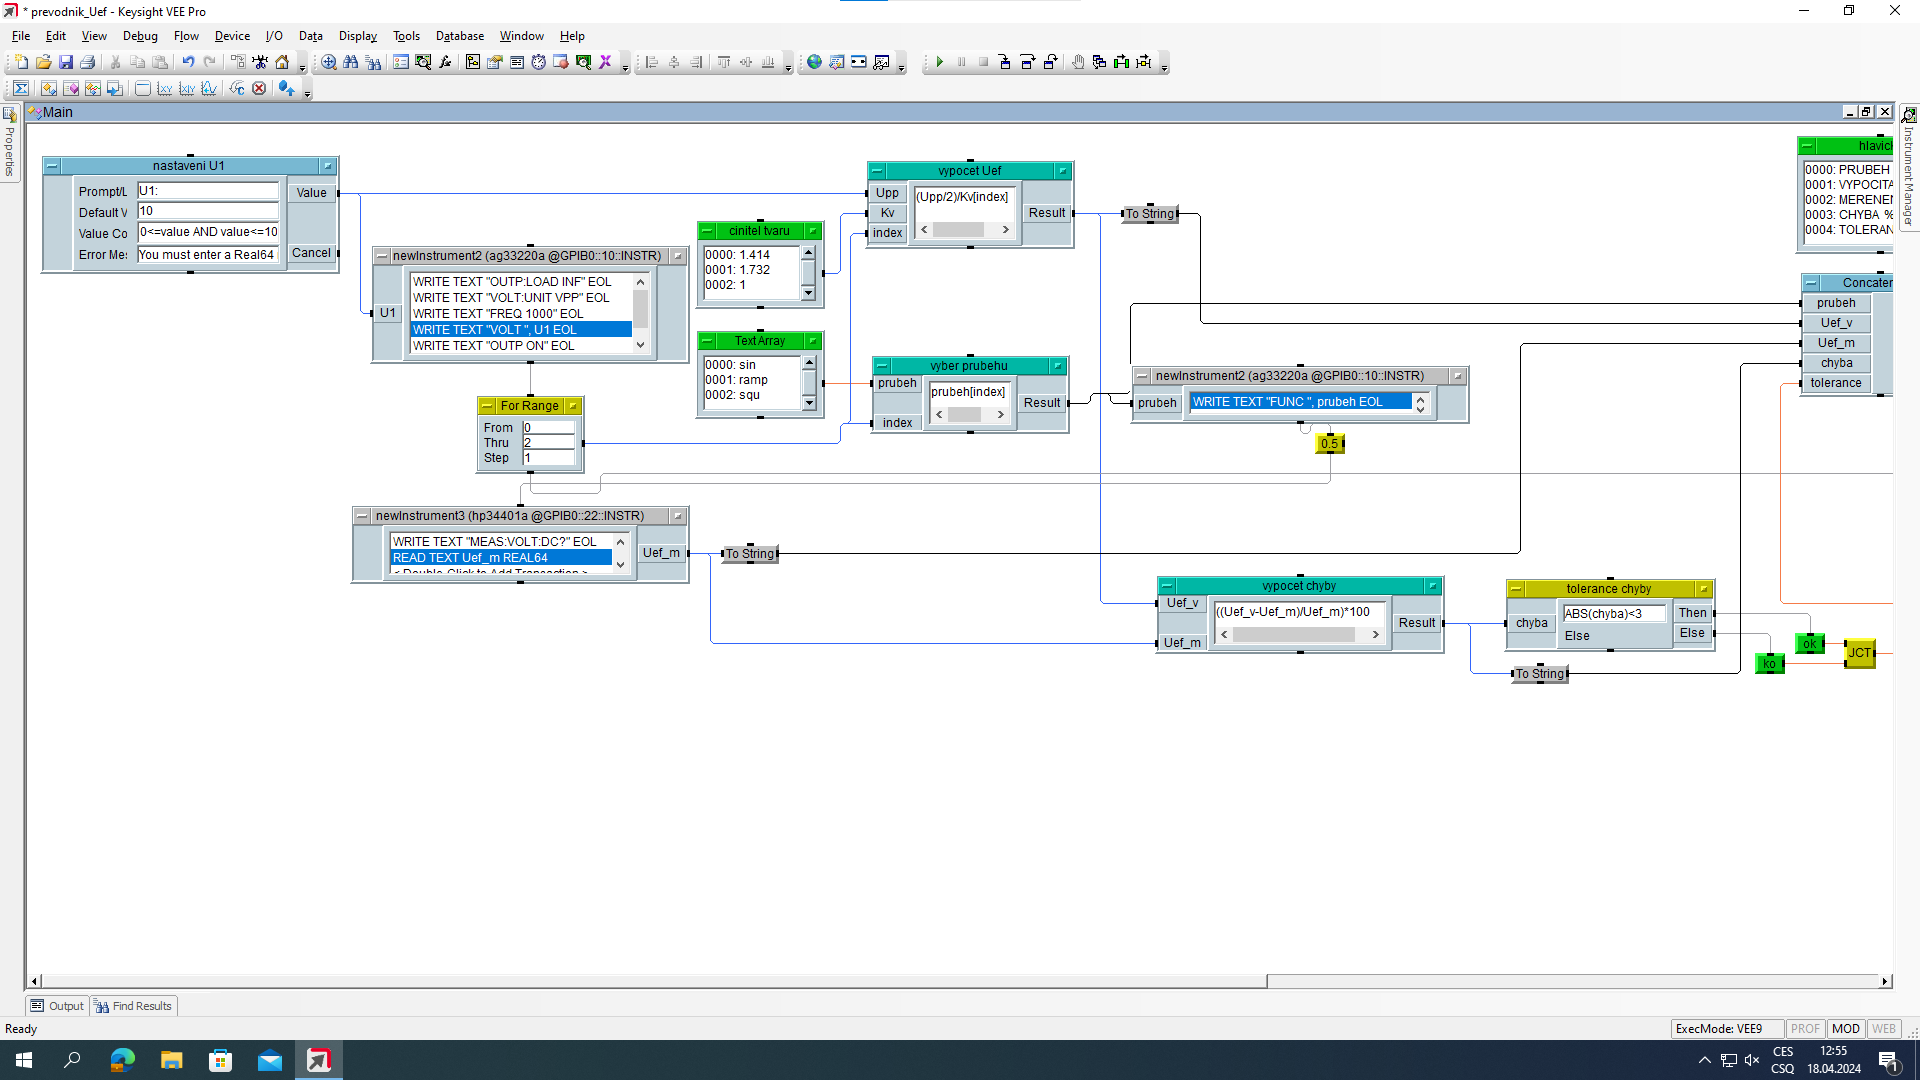 * prevodnik_Uef - Keysight VEE Pro
File Edit View Debug Flow Device I/O Data Display Tools Database Window Help
Main
Properties
Instrument Manager
nastaveni U1
Prompt/L U1:
Default V 10
Value Co 0<=value AND value<=10
Error Mes You must enter a Real64
Value
Cancel
newInstrument2 (ag33220a @GPIB0::10::INSTR)
U1
WRITE TEXT "OUTP:LOAD INF" EOL
WRITE TEXT "VOLT:UNIT VPP" EOL
WRITE TEXT "FREQ 1000" EOL
WRITE TEXT "VOLT ", U1 EOL
WRITE TEXT "OUTP ON" EOL
For Range
From 0
Thru 2
Step 1
cinitel tvaru
0000: 1.414
0001: 1.732
0002: 1
Text Array
0000: sin
0001: ramp
0002: squ
vypocet Uef
Upp
Kv
index
(Upp/2)/Kv[index]
Result
To String
vyber prubehu
prubeh
index
prubeh[index]
Result
newInstrument2 (ag33220a @GPIB0::10::INSTR)
prubeh
WRITE TEXT "FUNC ", prubeh EOL
0.5
hlavicl
0000: PRUBEH
0001: VYPOCITA
0002: MERENEN
0003: CHYBA %
0004: TOLERAN
Concater
prubeh
Uef_v
Uef_m
chyba
tolerance
newInstrument3 (hp34401a @GPIB0::22::INSTR)
WRITE TEXT "MEAS:VOLT:DC?" EOL
READ TEXT Uef_m REAL64
< Double-Click to Add Transaction >
Uef_m
To String
vypocet chyby
Uef_v
Uef_m
((Uef_v-Uef_m)/Uef_m)*100
Result
tolerance chyby
chyba
ABS(chyba)<3
Else
Then
Else
To String
ok
ko
JCT
Output Find Results
Ready
ExecMode: VEE9 PROF MOD WEB
CES
CSQ
12:55
18.04.2024
1